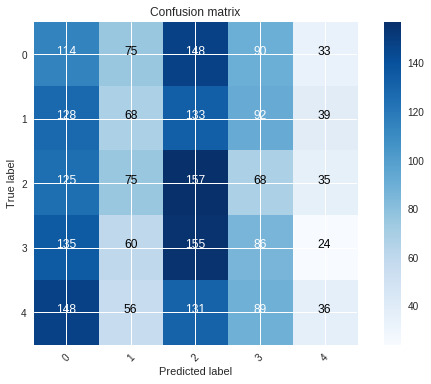 Confusion matrix
0 114 75 148 90 33
1 128 68 133 92 39
2 125 75 157 68 35
3 135 60 155 86 24
4 148 56 131 89 36
0 1 2 3 4
True label
Predicted label
140
120
100
80
60
40